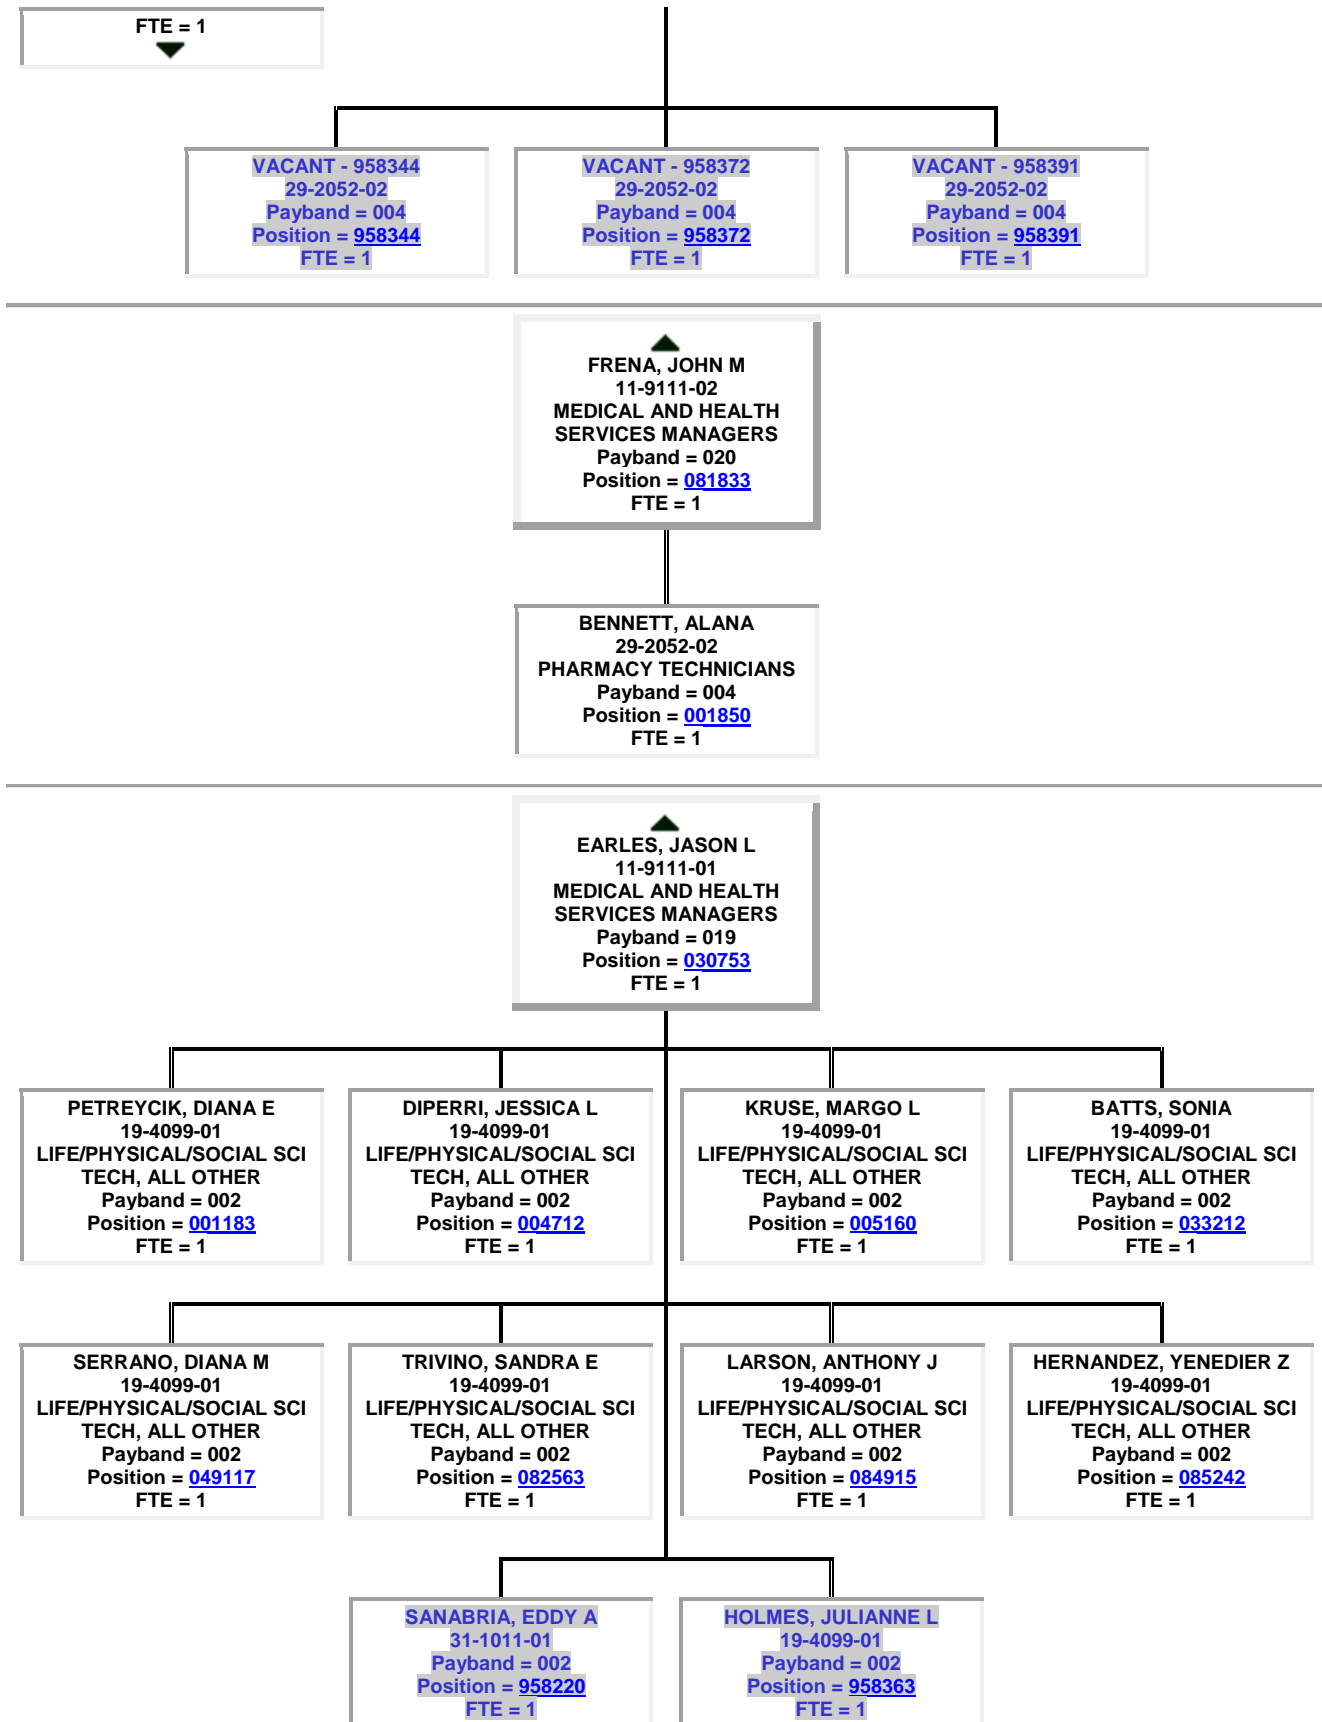 FTE = 1
VACANT - 958344
29-2052-02
Payband = 004
Position = 958344
FTE = 1
VACANT - 958372
29-2052-02
Payband = 004
Position = 958372
FTE = 1
VACANT - 958391
29-2052-02
Payband = 004
Position = 958391
FTE = 1
FRENA, JOHN M
11-9111-02
MEDICAL AND HEALTH
SERVICES MANAGERS
Payband = 020
Position = 081833
FTE = 1
BENNETT, ALANA
29-2052-02
PHARMACY TECHNICIANS
Payband = 004
Position = 001850
FTE = 1
EARLES, JASON L
11-9111-01
MEDICAL AND HEALTH
SERVICES MANAGERS
Payband = 019
Position = 030753
FTE = 1
PETREYCIK, DIANA E
19-4099-01
LIFE/PHYSICAL/SOCIAL SCI
TECH, ALL OTHER
Payband = 002
Position = 001183
FTE = 1
DIPERRI, JESSICA L
19-4099-01
LIFE/PHYSICAL/SOCIAL SCI
TECH, ALL OTHER
Payband = 002
Position = 004712
FTE = 1
KRUSE, MARGO L
19-4099-01
LIFE/PHYSICAL/SOCIAL SCI
TECH, ALL OTHER
Payband = 002
Position = 005160
FTE = 1
BATTS, SONIA
19-4099-01
LIFE/PHYSICAL/SOCIAL SCI
TECH, ALL OTHER
Payband = 002
Position = 033212
FTE = 1
SERRANO, DIANA M
19-4099-01
LIFE/PHYSICAL/SOCIAL SCI
TECH, ALL OTHER
Payband = 002
Position = 049117
FTE = 1
TRIVINO, SANDRA E
19-4099-01
LIFE/PHYSICAL/SOCIAL SCI
TECH, ALL OTHER
Payband = 002
Position = 082563
FTE = 1
LARSON, ANTHONY J
19-4099-01
LIFE/PHYSICAL/SOCIAL SCI
TECH, ALL OTHER
Payband = 002
Position = 084915
FTE = 1
HERNANDEZ, YENEDIER Z
19-4099-01
LIFE/PHYSICAL/SOCIAL SCI
TECH, ALL OTHER
Payband = 002
Position = 085242
FTE = 1
SANABRIA, EDDY A
31-1011-01
Payband = 002
Position = 958220
FTE = 1
HOLMES, JULIANNE L
19-4099-01
Payband = 002
Position = 958363
FTE = 1